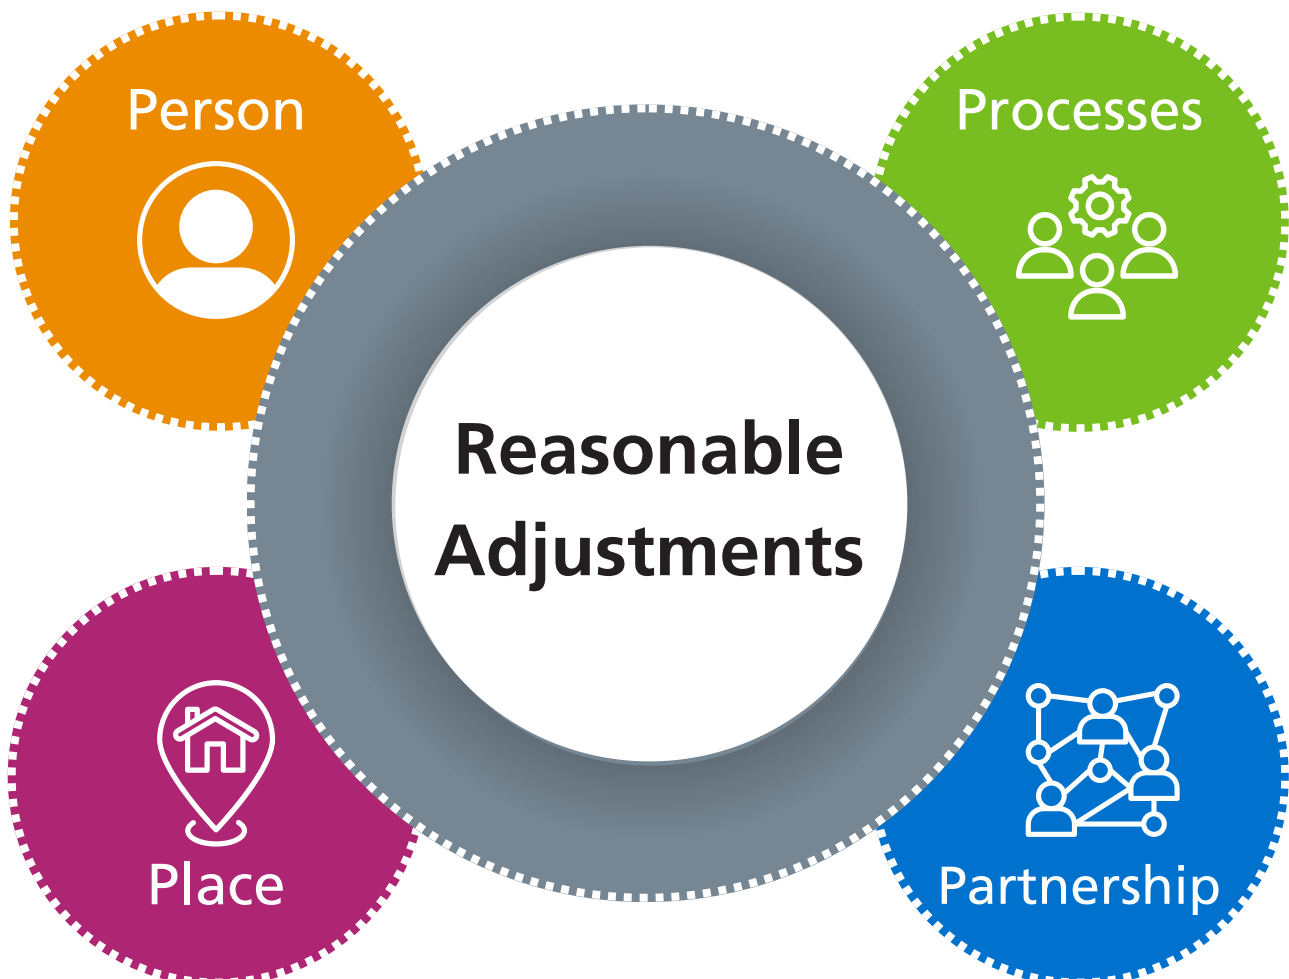 Person
Processes
Reasonable
Adjustments
Place
Partnership